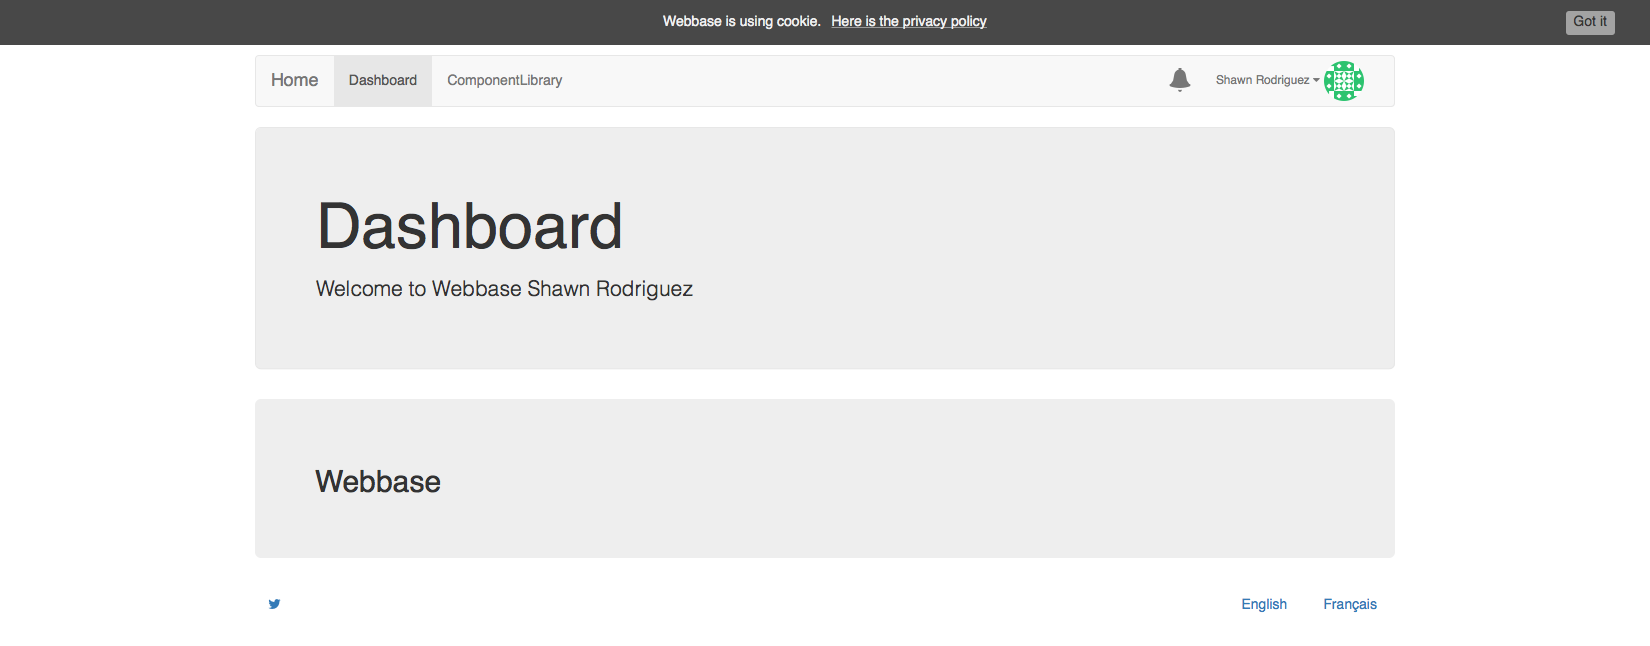 Webbase is using cookie. Here is the privacy policy Got it
Home Dashboard ComponentLibrary Shawn Rodriguez
Dashboard
Welcome to Webbase Shawn Rodriguez
Webbase
English Français